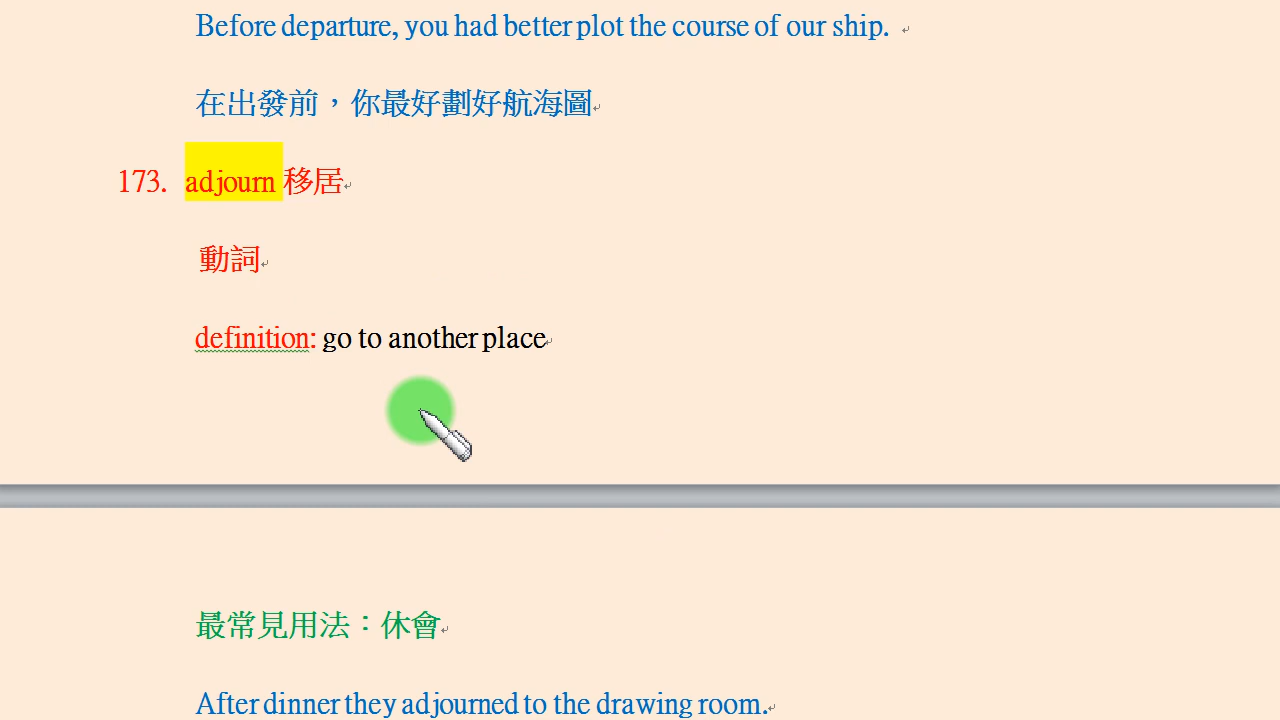 Before departure, you had better plot the course of our ship.
在出發前，你最好劃好航海圖
173. adjourn 移居
動詞
definition: go to another place
最常見用法：休會
After dinner they adjourned to the drawing room.